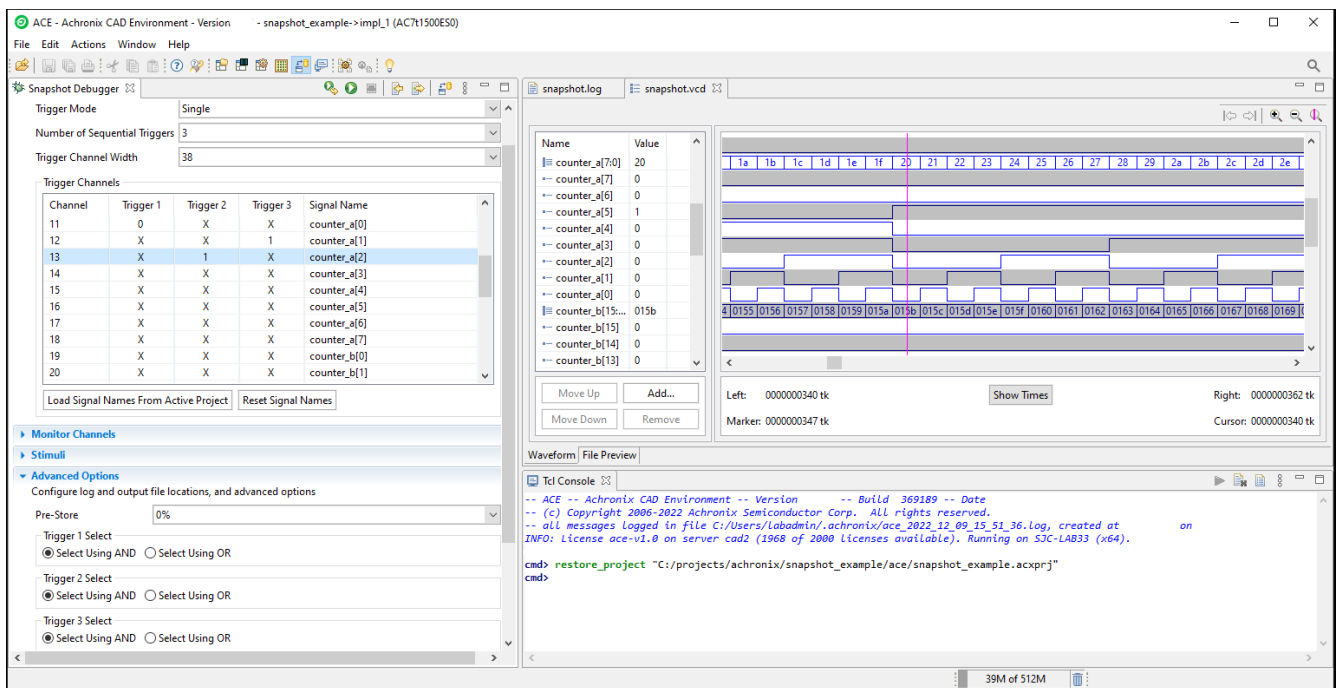 ACE - Achronix CAD Environment - Version - snapshot_example->impl_1 (AC7t1500ES0)
File Edit Actions Window Help
Snapshot Debugger
Trigger Mode Single
Number of Sequential Triggers 3
Trigger Channel Width 38
Trigger Channels
Channel Trigger 1 Trigger 2 Trigger 3 Signal Name
11 0 X X counter_a[0]
12 X X 1 counter_a[1]
13 X 1 X counter_a[2]
14 X X X counter_a[3]
15 X X X counter_a[4]
16 X X X counter_a[5]
17 X X X counter_a[6]
18 X X X counter_a[7]
19 X X X counter_b[0]
20 X X X counter_b[1]
Load Signal Names From Active Project Reset Signal Names
Monitor Channels
Stimuli
Advanced Options
Configure log and output file locations, and advanced options
Pre-Store 0%
Trigger 1 Select
Select Using AND Select Using OR
Trigger 2 Select
Select Using AND Select Using OR
Trigger 3 Select
Select Using AND Select Using OR
snapshot.log snapshot.vcd
Name Value
counter_a[7:0] 20
counter_a[7] 0
counter_a[6] 0
counter_a[5] 1
counter_a[4] 0
counter_a[3] 0
counter_a[2] 0
counter_a[1] 0
counter_a[0] 0
counter_b[15:... 015b
counter_b[15] 0
counter_b[14] 0
counter_b[13] 0
1a 1b 1c 1d 1e 1f 20 21 22 23 24 25 26 27 28 29 2a 2b 2c 2d 2e
4 0155 0156 0157 0158 0159 015a 015b 015c 015d 015e 015f 0160 0161 0162 0163 0164 0165 0166 0167 0168 0169 0
Move Up Add...
Move Down Remove
Left: 0000000340 tk Show Times Right: 0000000362 tk
Marker: 0000000347 tk Cursor: 0000000340 tk
Waveform File Preview
Tcl Console
-- ACE -- Achronix CAD Environment -- Version -- Build 369189 -- Date
-- (c) Copyright 2006-2022 Achronix Semiconductor Corp. All rights reserved.
-- all messages logged in file C:/Users/labadmin/.achronix/ace_2022_12_09_15_51_36.log, created at on
INFO: License ace-v1.0 on server cad2 (1968 of 2000 licenses available). Running on SJC-LAB33 (x64).
cmd> restore_project "C:/projects/achronix/snapshot_example/ace/snapshot_example.acxprj"
cmd>
39M of 512M